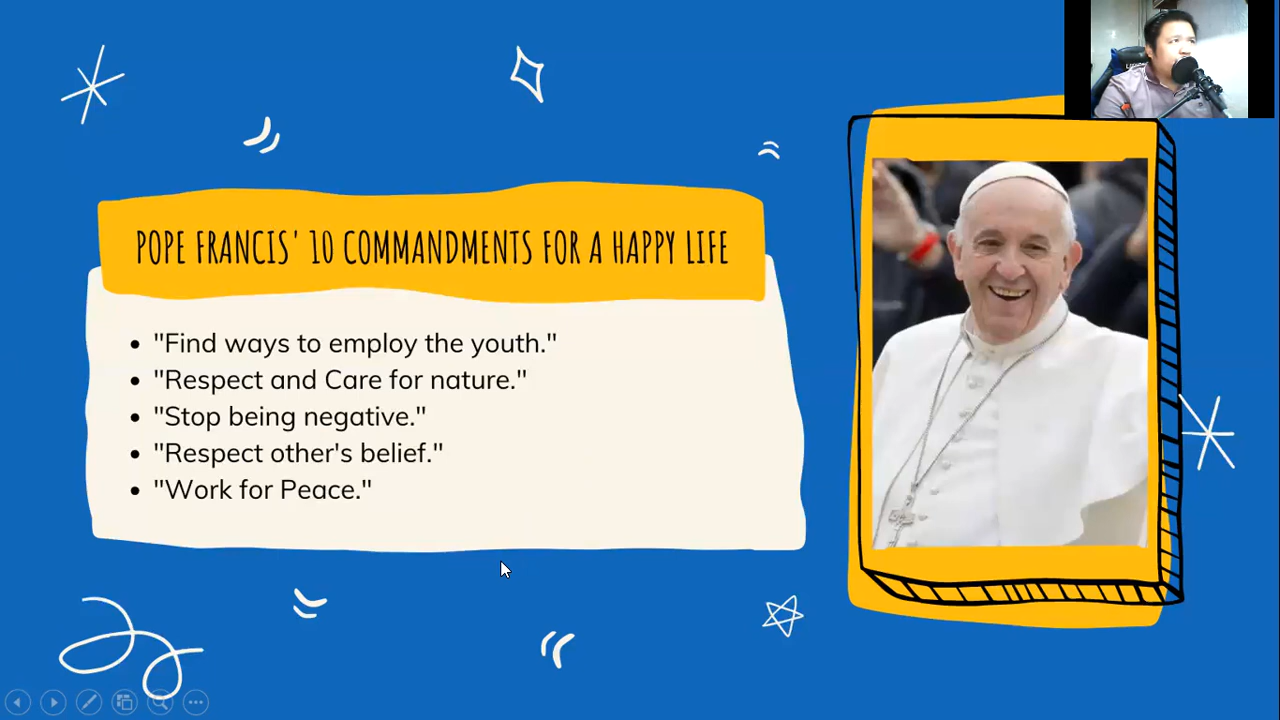 POPE FRANCIS' 10 COMMANDMENTS FOR A HAPPY LIFE
• "Find ways to employ the youth."
• "Respect and Care for nature."
• "Stop being negative."
• "Respect other's belief."
• "Work for Peace."